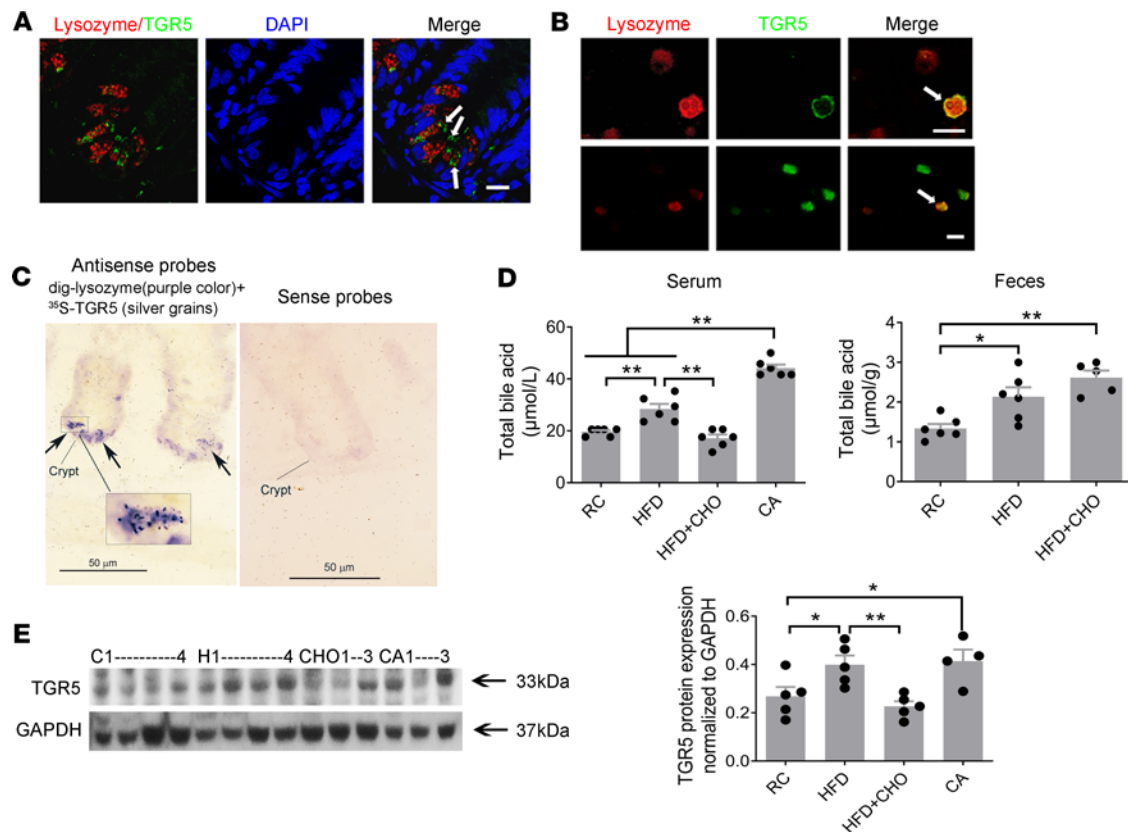 A
Lysozyme/TGR5
DAPI
Merge
B
Lysozyme
TGR5
Merge
C
Antisense probes
dig-lysozyme(purple color)+
³⁵S-TGR5 (silver grains)
Sense probes
Crypt
50 μm
Crypt
50 μm
D
Serum
Total bile acid
(μmol/L)
60
40
20
0
**
**
**
RC
HFD
HFD+CHO
CA
Feces
Total bile acid
(μmol/g)
4
3
2
1
0
**
*
RC
HFD
HFD+CHO
E
C1----------4 H1----------4 CHO1--3 CA1----3
TGR5
33kDa
GAPDH
37kDa
TGR5 protein expression
normalized to GAPDH
0.6
0.4
0.2
0.0
*
*
**
RC
HFD
HFD+CHO
CA